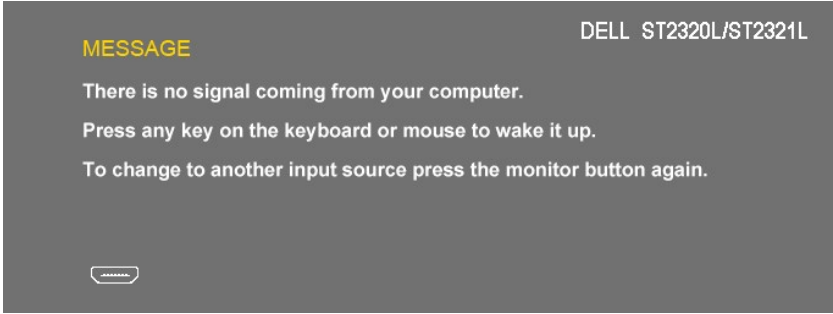 DELL ST2320L/ST2321L
MESSAGE
There is no signal coming from your computer.
Press any key on the keyboard or mouse to wake it up.
To change to another input source press the monitor button again.